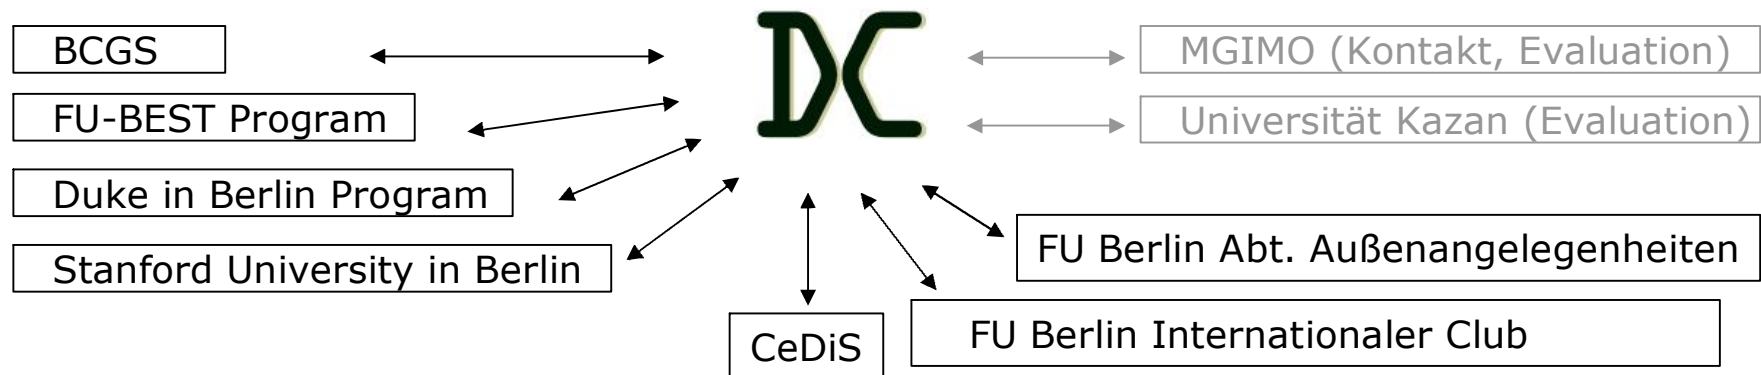 BCGS
FU-BEST Program
Duke in Berlin Program
Stanford University in Berlin
DC
MGIMO (Kontakt, Evaluation)
Universität Kazan (Evaluation)
FU Berlin Abt. Außenangelegenheiten
FU Berlin Internationaler Club
CeDiS